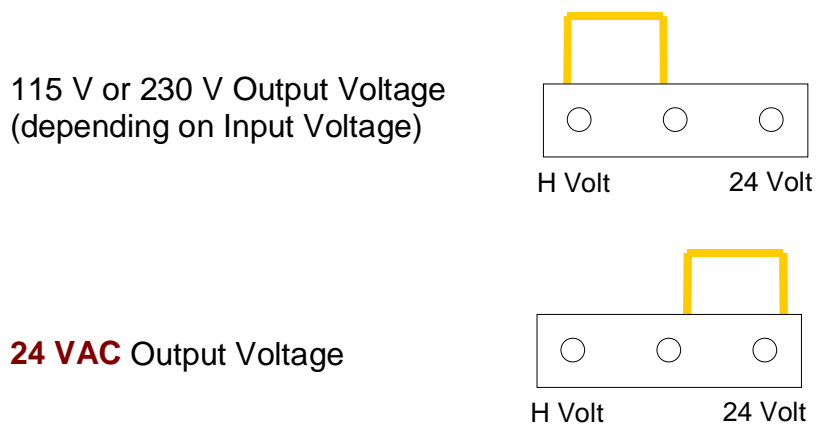 115 V or 230 V Output Voltage
(depending on Input Voltage)
H Volt 24 Volt
24 VAC Output Voltage
H Volt 24 Volt